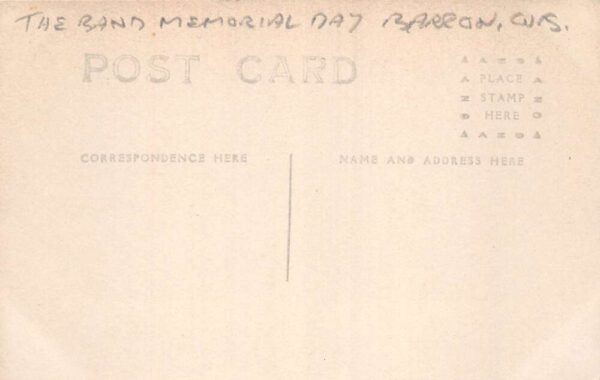 THE BAND MEMORIAL DAY BARRON, WIS.
POST CARD
PLACE
STAMP
HERE
CORRESPONDENCE HERE
NAME AND ADDRESS HERE